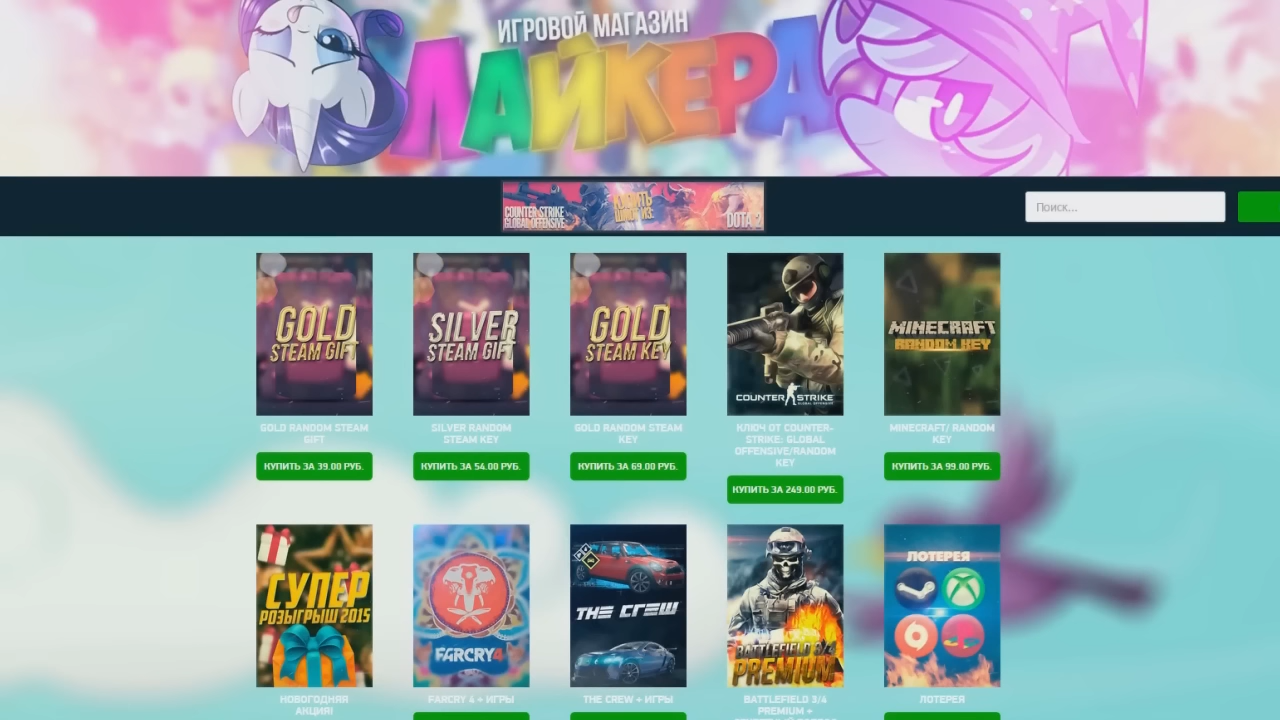 ИГРОВОЙ МАГАЗИН
ЛАЙКЕРА
COUNTER STRIKE
GLOBAL OFFENSIVE
КУПИТЬ
ШМОТ ИЗ:
DOTA 2
Поиск...
GOLD
STEAM GIFT
SILVER
STEAM GIFT
GOLD
STEAM KEY
COUNTER STRIKE
GLOBAL OFFENSIVE
MINECRAFT
RANDOM KEY
GOLD RANDOM STEAM
GIFT
SILVER RANDOM
STEAM KEY
GOLD RANDOM STEAM
KEY
КЛЮЧ ОТ COUNTER-
STRIKE: GLOBAL
OFFENSIVE/RANDOM
KEY
MINECRAFT/ RANDOM
KEY
КУПИТЬ ЗА 39.00 РУБ.
КУПИТЬ ЗА 54.00 РУБ.
КУПИТЬ ЗА 69.00 РУБ.
КУПИТЬ ЗА 249.00 РУБ.
КУПИТЬ ЗА 99.00 РУБ.
СУПЕР
РОЗЫГРЫШ 2015
FARCRY4
THE CREW
BATTLEFIELD 3/4
PREMIUM
ЛОТЕРЕЯ
НОВОГОДНЯЯ
АКЦИЯ!
FARCRY 4 + ИГРЫ
THE CREW + ИГРЫ
BATTLEFIELD 3/4
PREMIUM +
ЛОТЕРЕЯ